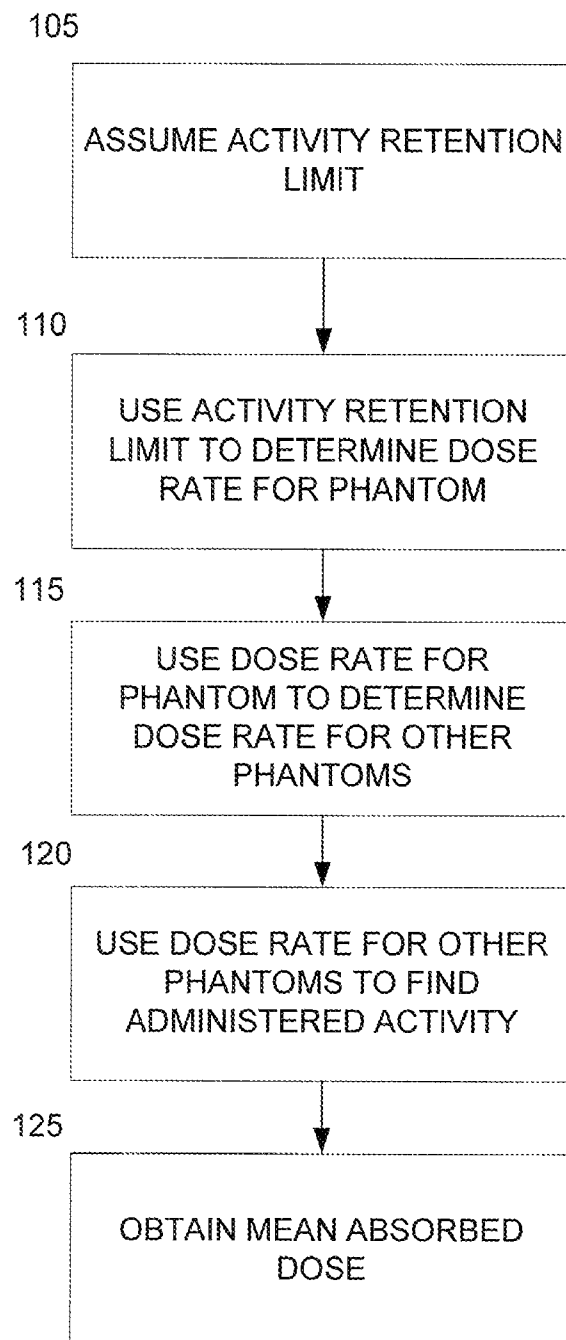 105
ASSUME ACTIVITY RETENTION
LIMIT
110
USE ACTIVITY RETENTION
LIMIT TO DETERMINE DOSE
RATE FOR PHANTOM
115
USE DOSE RATE FOR
PHANTOM TO DETERMINE
DOSE RATE FOR OTHER
PHANTOMS
120
USE DOSE RATE FOR OTHER
PHANTOMS TO FIND
ADMINISTERED ACTIVITY
125
OBTAIN MEAN ABSORBED
DOSE